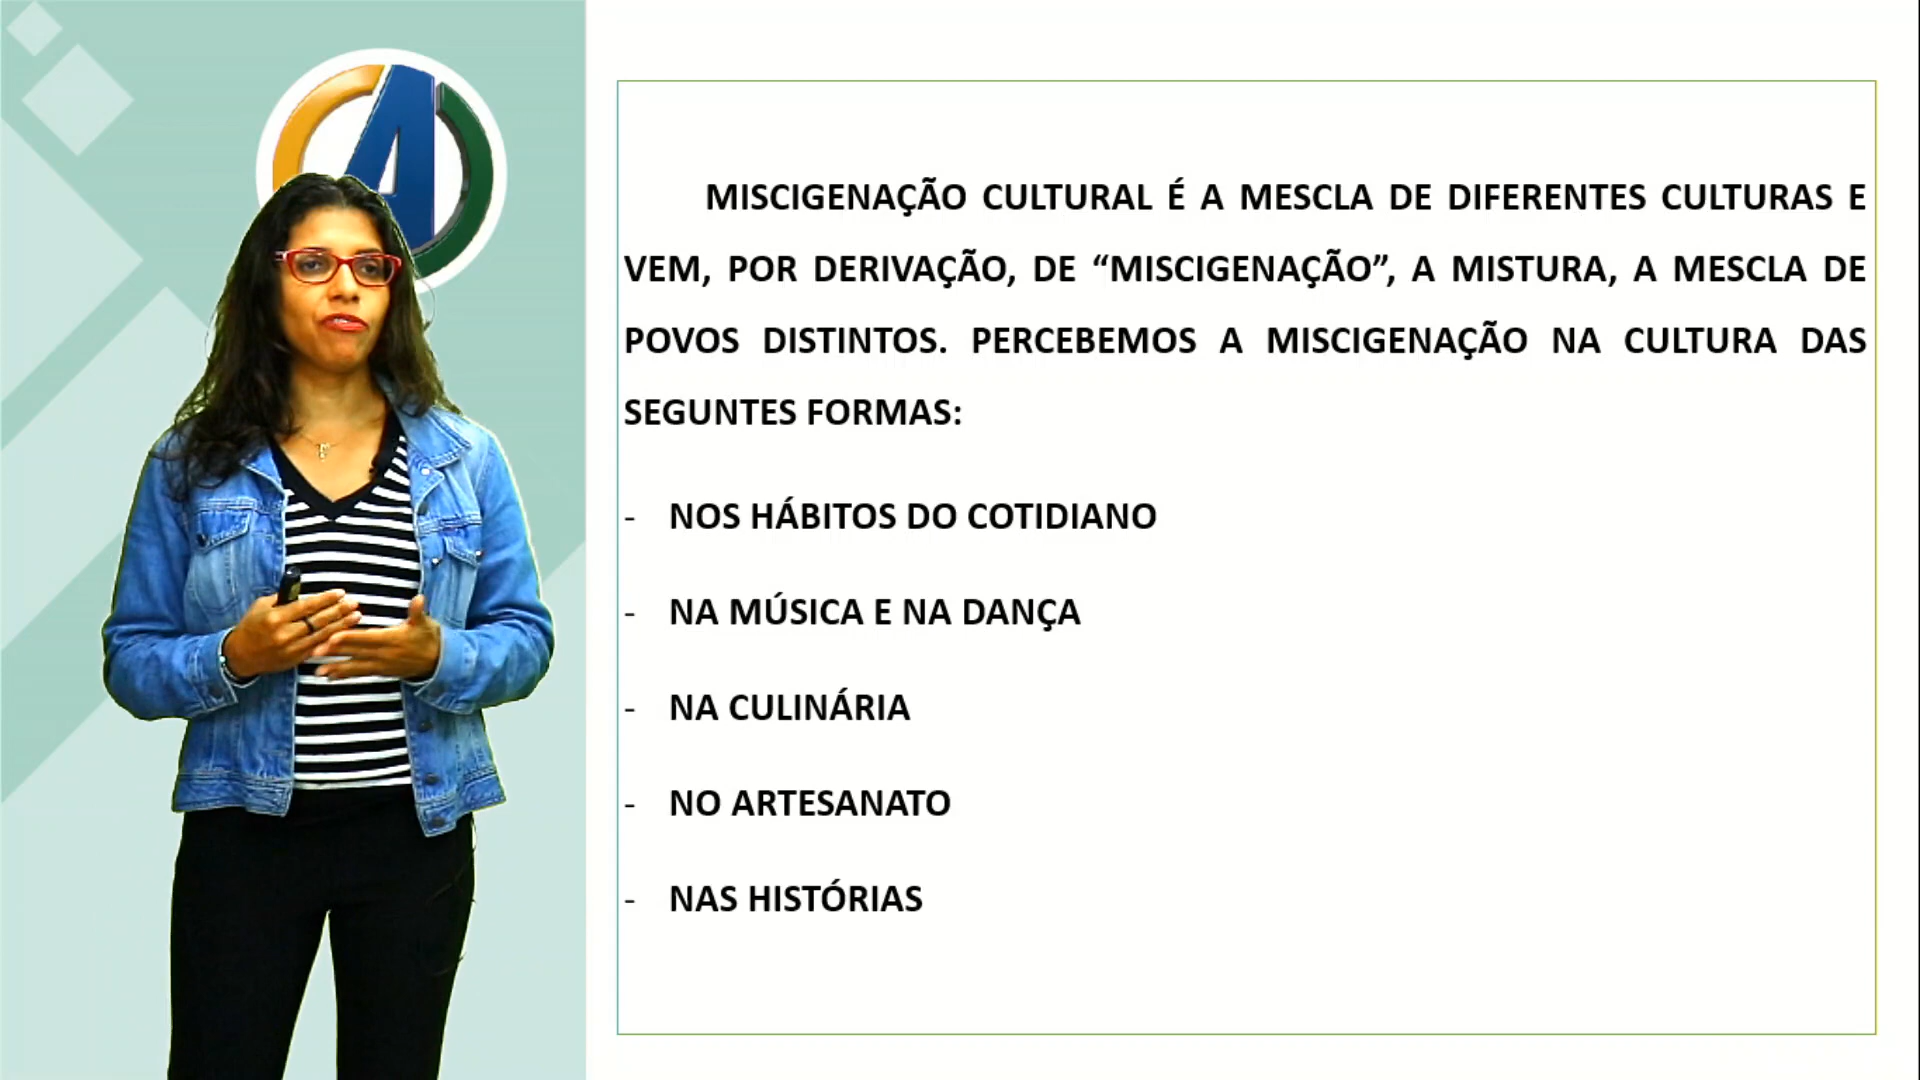 MISCIGENAÇÃO CULTURAL É A MESCLA DE DIFERENTES CULTURAS E
VEM, POR DERIVAÇÃO, DE “MISCIGENAÇÃO”, A MISTURA, A MESCLA DE
POVOS DISTINTOS. PERCEBEMOS A MISCIGENAÇÃO NA CULTURA DAS
SEGUNTES FORMAS:
- NOS HÁBITOS DO COTIDIANO
- NA MÚSICA E NA DANÇA
- NA CULINÁRIA
- NO ARTESANATO
- NAS HISTÓRIAS